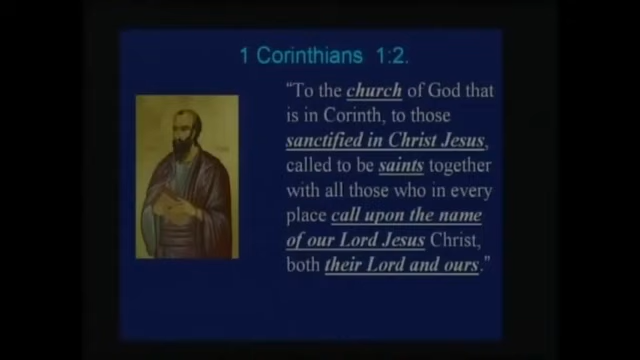 1 Corinthians 1:2.
"To the church of God that
is in Corinth, to those
sanctified in Christ Jesus,
called to be saints together
with all those who in every
place call upon the name
of our Lord Jesus Christ,
both their Lord and ours."